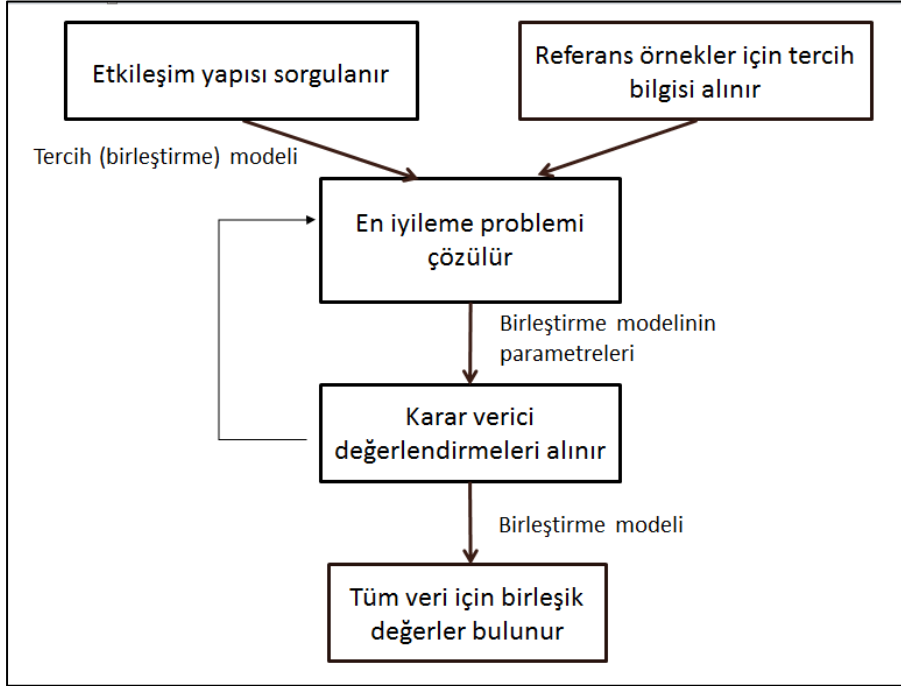 Etkileşim yapısı sorgulanır
Referans örnekler için tercih
bilgisi alınır
Tercih (birleştirme) modeli
En iyileme problemi
çözülür
Birleştirme modelinin
parametreleri
Karar verici
değerlendirmeleri alınır
Birleştirme modeli
Tüm veri için birleşik
değerler bulunur